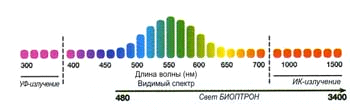 300 400 450 500 550 600 650 700 1000 1500
УФ-излучение Длина волны (нм) ИК-излучение
Видимый спектр
480 Свет БИОПТРОН 3400